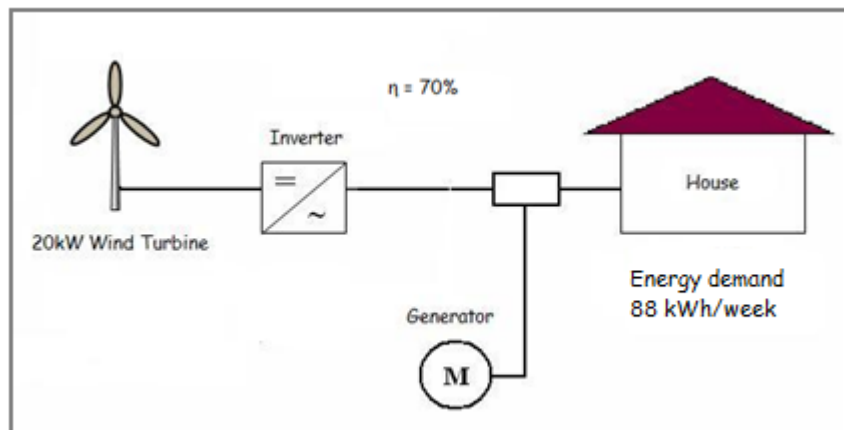 η = 70%
Inverter
=
~
House
20kW Wind Turbine
Energy demand
88 kWh/week
Generator
M